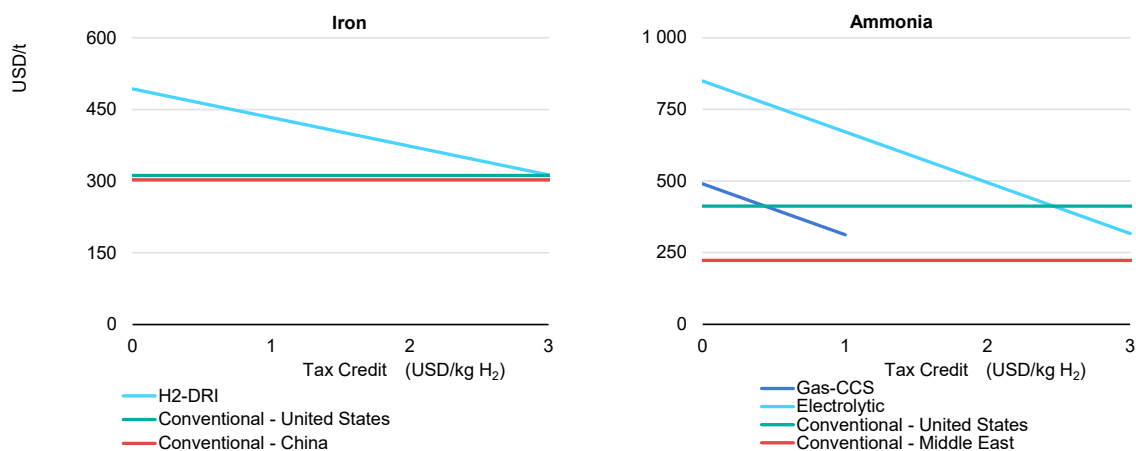 Iron
USD/t
600
450
300
150
0
0 1 2 3
Tax Credit (USD/kg H₂)
H2-DRI
Conventional - United States
Conventional - China
Ammonia
1 000
750
500
250
0
0 1 2 3
Tax Credit (USD/kg H₂)
Gas-CCS
Electrolytic
Conventional - United States
Conventional - Middle East